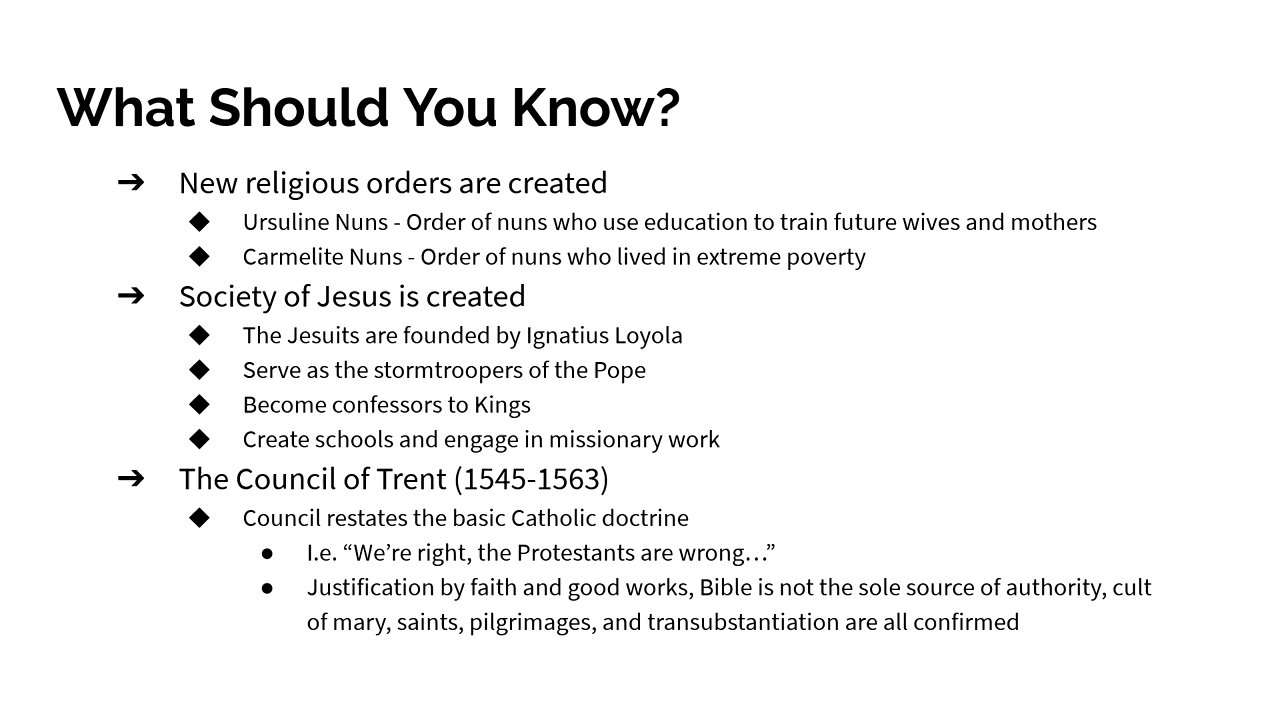 What Should You Know?
➔ New religious orders are created
◆ Ursuline Nuns - Order of nuns who use education to train future wives and mothers
◆ Carmelite Nuns - Order of nuns who lived in extreme poverty
➔ Society of Jesus is created
◆ The Jesuits are founded by Ignatius Loyola
◆ Serve as the stormtroopers of the Pope
◆ Become confessors to Kings
◆ Create schools and engage in missionary work
➔ The Council of Trent (1545-1563)
◆ Council restates the basic Catholic doctrine
● I.e. “We’re right, the Protestants are wrong…”
● Justification by faith and good works, Bible is not the sole source of authority, cult
of mary, saints, pilgrimages, and transubstantiation are all confirmed